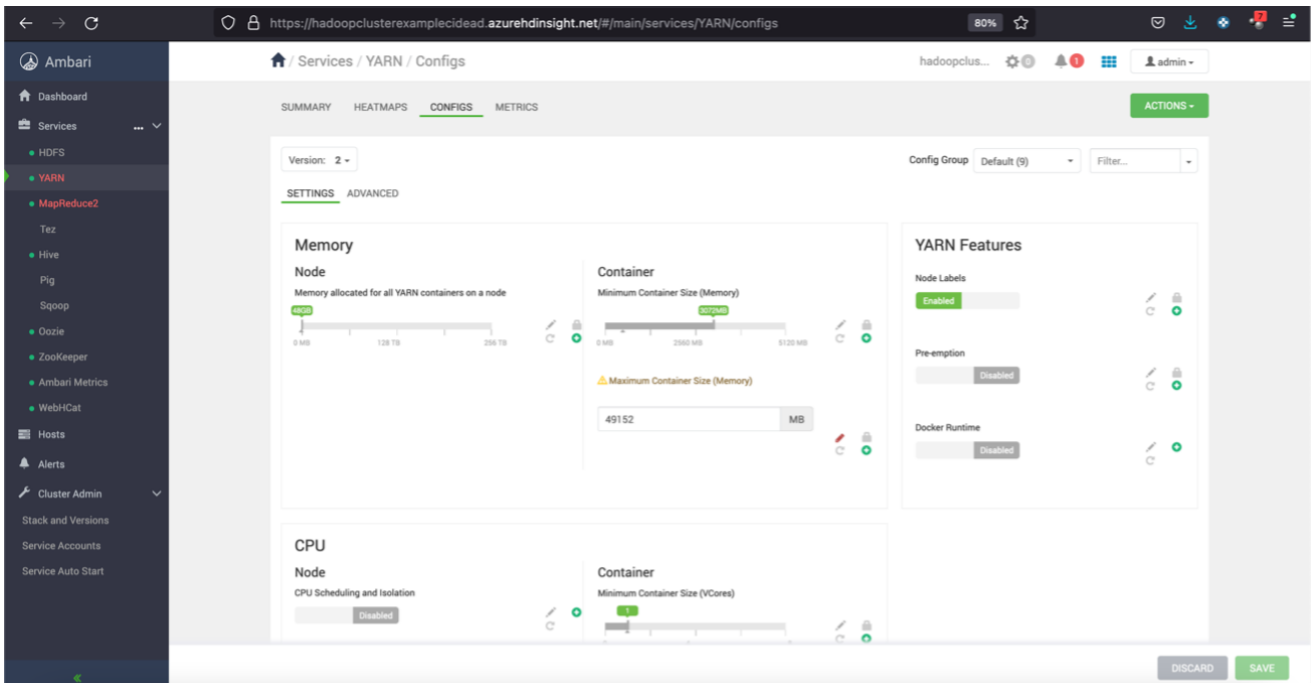 https://hadoopclusterexamplecidead.azurehdinsight.net/#/main/services/YARN/configs
80%
7
Ambari
/ Services / YARN / Configs
hadoopclus...
0
1
admin
Dashboard
Services
...
HDFS
YARN
MapReduce2
Tez
Hive
Pig
Sqoop
Oozie
ZooKeeper
Ambari Metrics
WebHCat
Hosts
Alerts
Cluster Admin
Stack and Versions
Service Accounts
Service Auto Start
SUMMARY HEATMAPS CONFIGS METRICS
ACTIONS
Version: 2
Config Group Default (9) Filter...
SETTINGS ADVANCED
Memory
Node
Memory allocated for all YARN containers on a node
48GB
0 MB 128 TB 256 TB
Container
Minimum Container Size (Memory)
3072MB
0 MB 2560 MB 5120 MB
Maximum Container Size (Memory)
49152 MB
YARN Features
Node Labels
Enabled
Pre-emption
Disabled
Docker Runtime
Disabled
CPU
Node
CPU Scheduling and Isolation
Disabled
Container
Minimum Container Size (VCores)
1
DISCARD SAVE